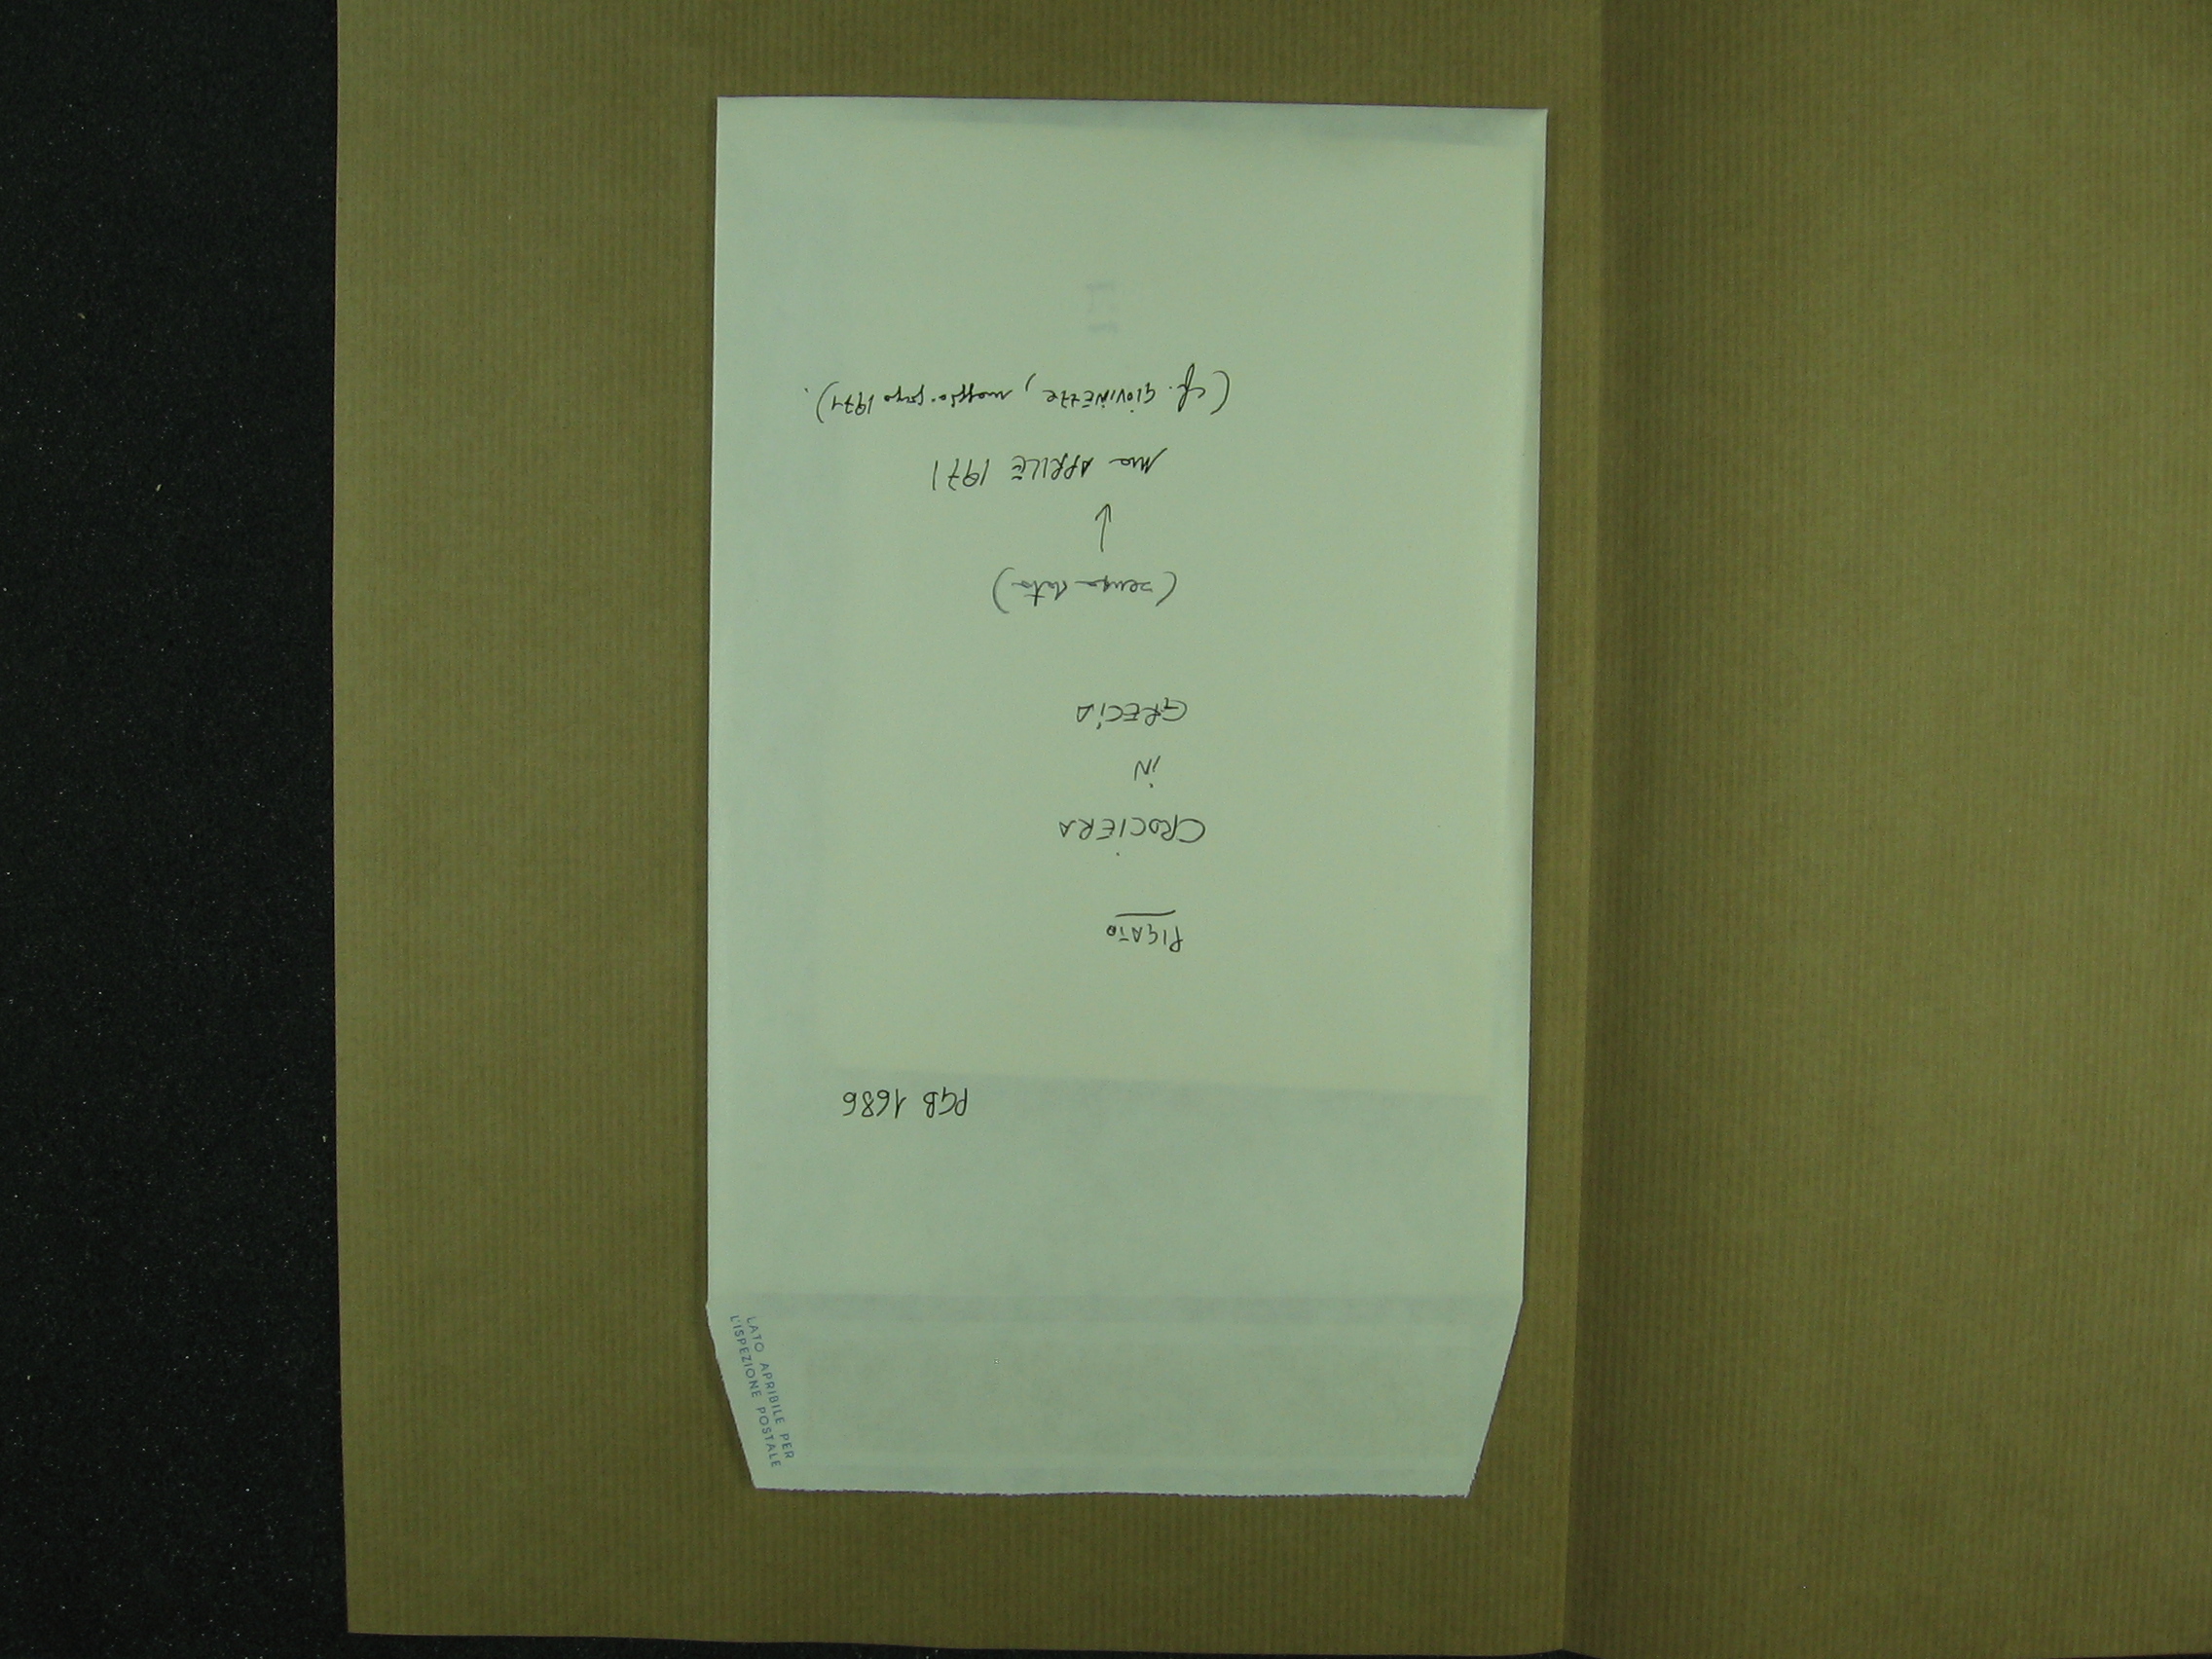 PGB 1686
PIGATO
CROCIERA
IN
GRECIA
(senza data)
↓
ma APRILE 1971
(cf. GIOVINEZZE, maggio-giugno 1971).
LATO APRIBILE PER
L'ISPEZIONE POSTALE